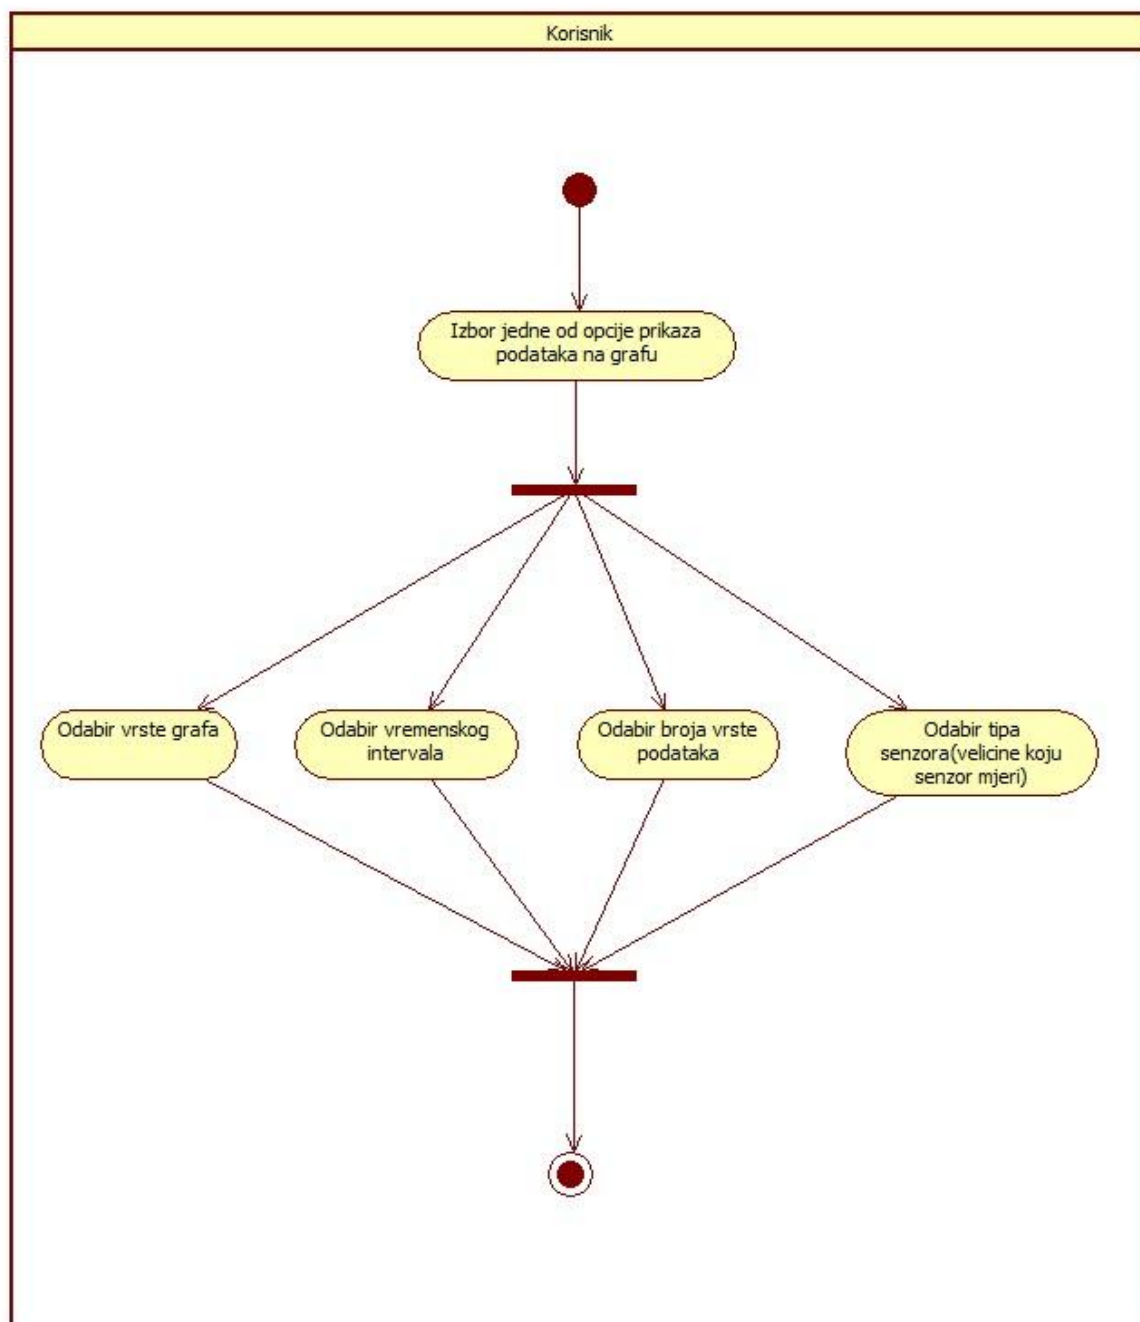 Korisnik
Izbor jedne od opcije prikaza
podataka na grafu
Odabir vrste grafa
Odabir vremenskog
intervala
Odabir broja vrste
podataka
Odabir tipa
senzora(velicine koju
senzor mjeri)